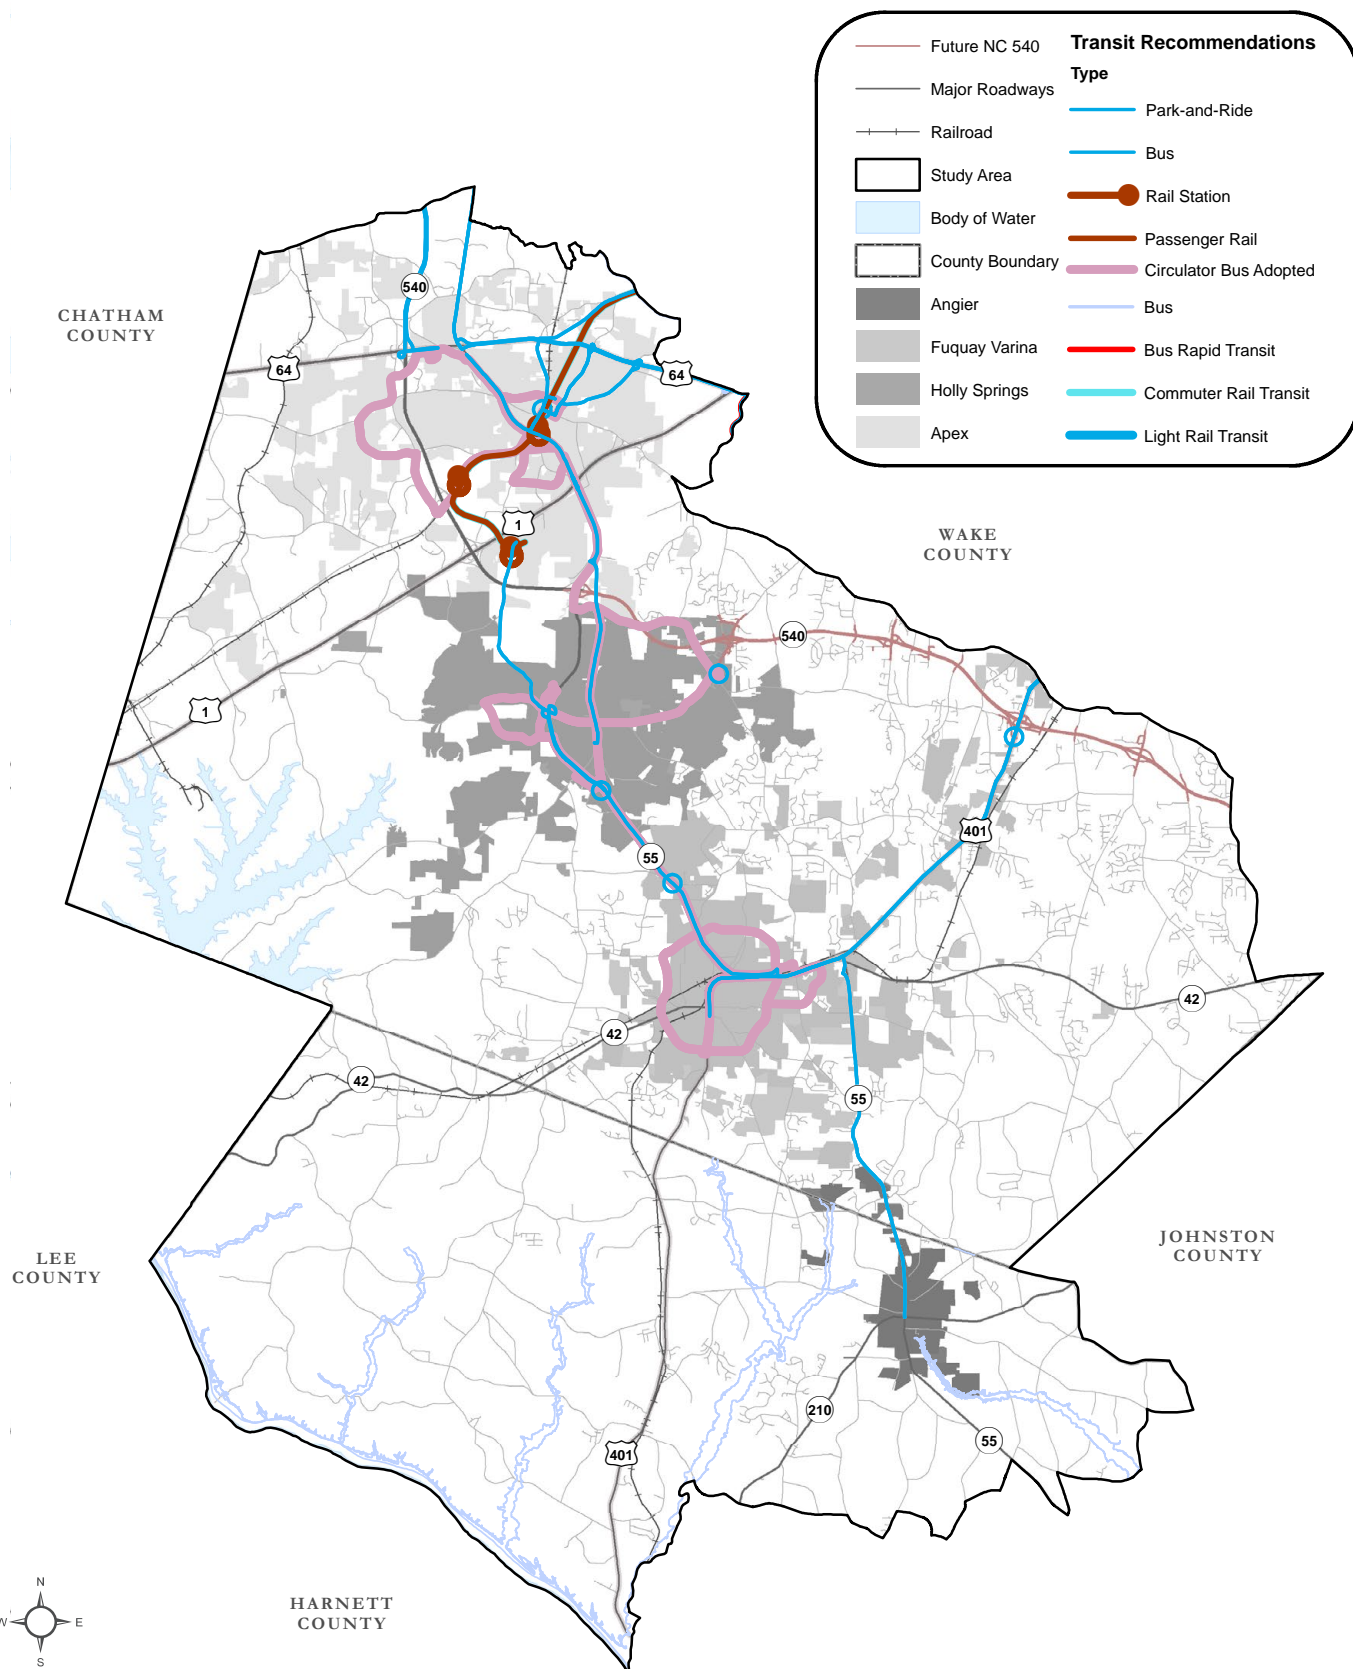 Future NC 540
Major Roadways
Railroad
Study Area
Body of Water
County Boundary
Angier
Fuquay Varina
Holly Springs
Apex
Transit Recommendations
Type
Park-and-Ride
Bus
Rail Station
Passenger Rail
Circulator Bus Adopted
Bus
Bus Rapid Transit
Commuter Rail Transit
Light Rail Transit
540
CHATHAM
COUNTY
64
64
1
WAKE
COUNTY
540
1
401
55
42
42
42
55
LEE
COUNTY
JOHNSTON
COUNTY
210
55
401
HARNETT
COUNTY
N
W
E
S